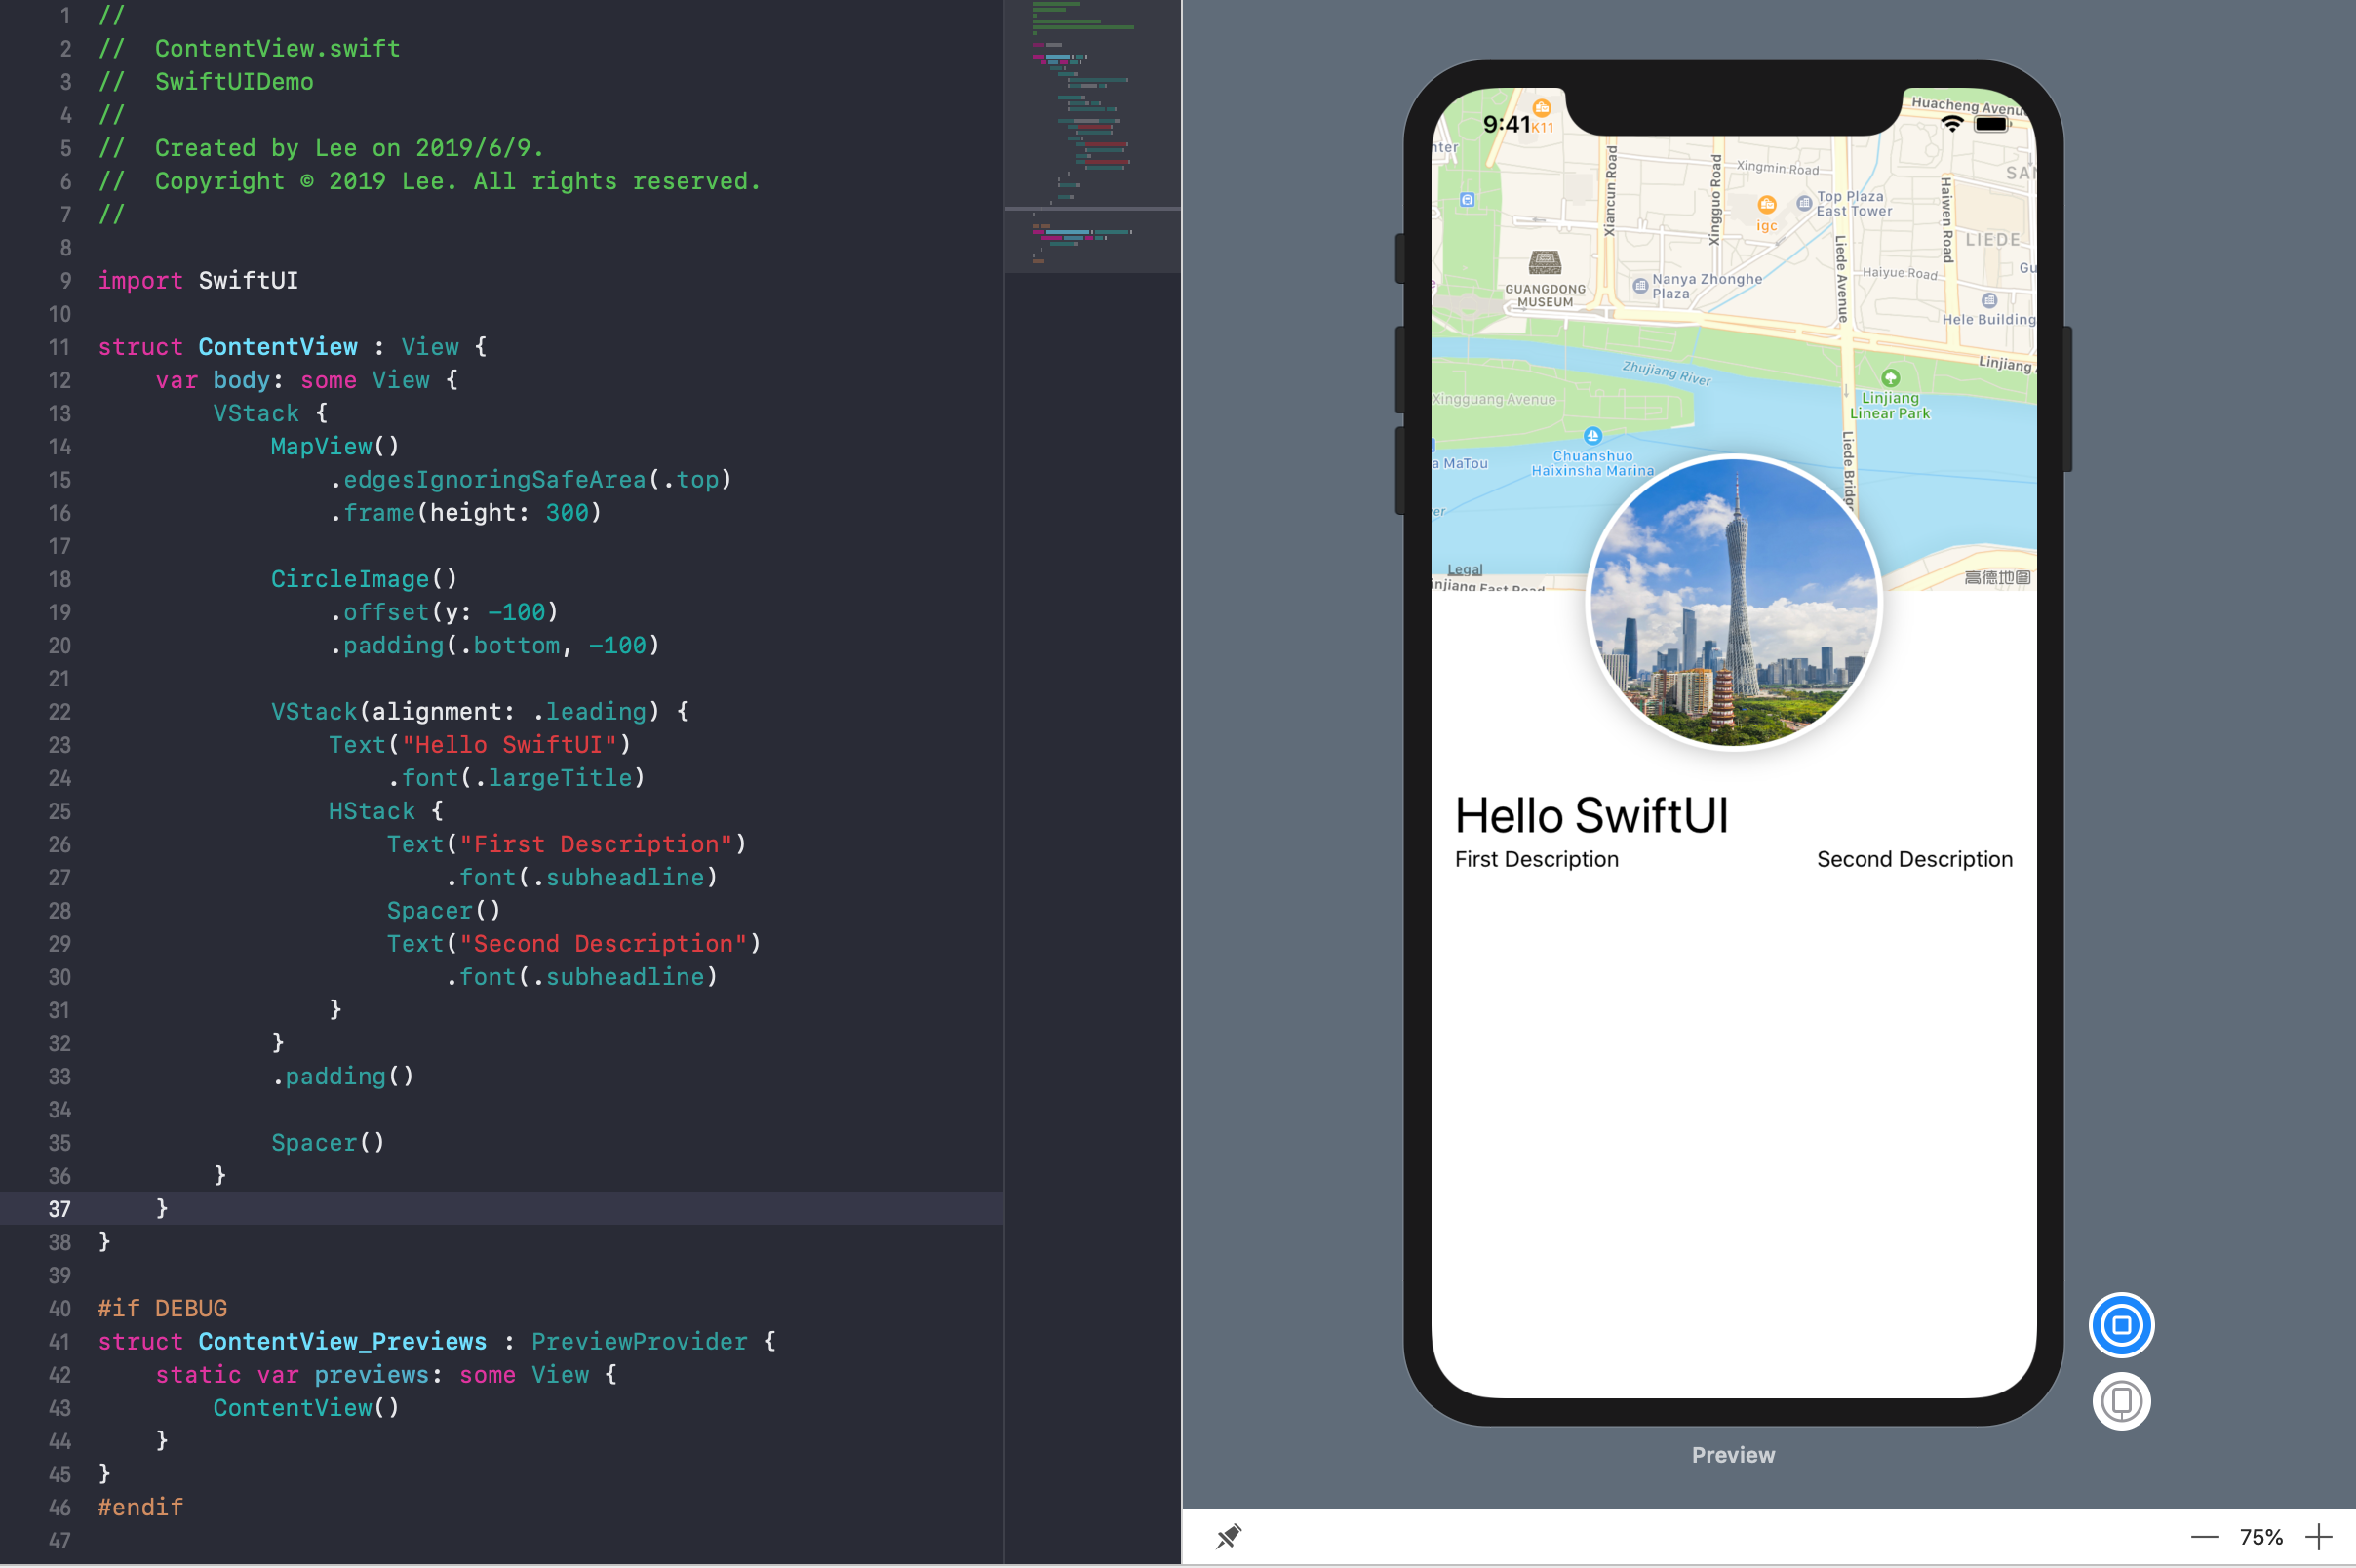 1 //
2 //  ContentView.swift
3 //  SwiftUIDemo
4 //
5 //  Created by Lee on 2019/6/9.
6 //  Copyright © 2019 Lee. All rights reserved.
7 //
8
9 import SwiftUI
10
11 struct ContentView : View {
12     var body: some View {
13         VStack {
14             MapView()
15                 .edgesIgnoringSafeArea(.top)
16                 .frame(height: 300)
17
18             CircleImage()
19                 .offset(y: -100)
20                 .padding(.bottom, -100)
21
22             VStack(alignment: .leading) {
23                 Text("Hello SwiftUI")
24                     .font(.largeTitle)
25                 HStack {
26                     Text("First Description")
27                         .font(.subheadline)
28                     Spacer()
29                     Text("Second Description")
30                         .font(.subheadline)
31                 }
32             }
33             .padding()
34
35             Spacer()
36         }
37     }
38 }
39
40 #if DEBUG
41 struct ContentView_Previews : PreviewProvider {
42     static var previews: some View {
43         ContentView()
44     }
45 }
46 #endif
47
9:41
K11
Huacheng Avenu
nter
Xiancun Road
Xingguo Road
Xingmin Road
Haiwen Road
SAN
Top Plaza
East Tower
igc
LIEDE
Liede Avenue
Haiyue Road
Gu
Nanya Zhonghe
Plaza
GUANGDONG
MUSEUM
Hele Building
Linjiang
Zhujiang River
Xingguang Avenue
Linjiang
Linear Park
Chuanshuo
Haixinsha Marina
a MaTou
Liede Bridge
er
Legal
injiang East Road
高德地图
Hello SwiftUI
First Description
Second Description
Preview
75%